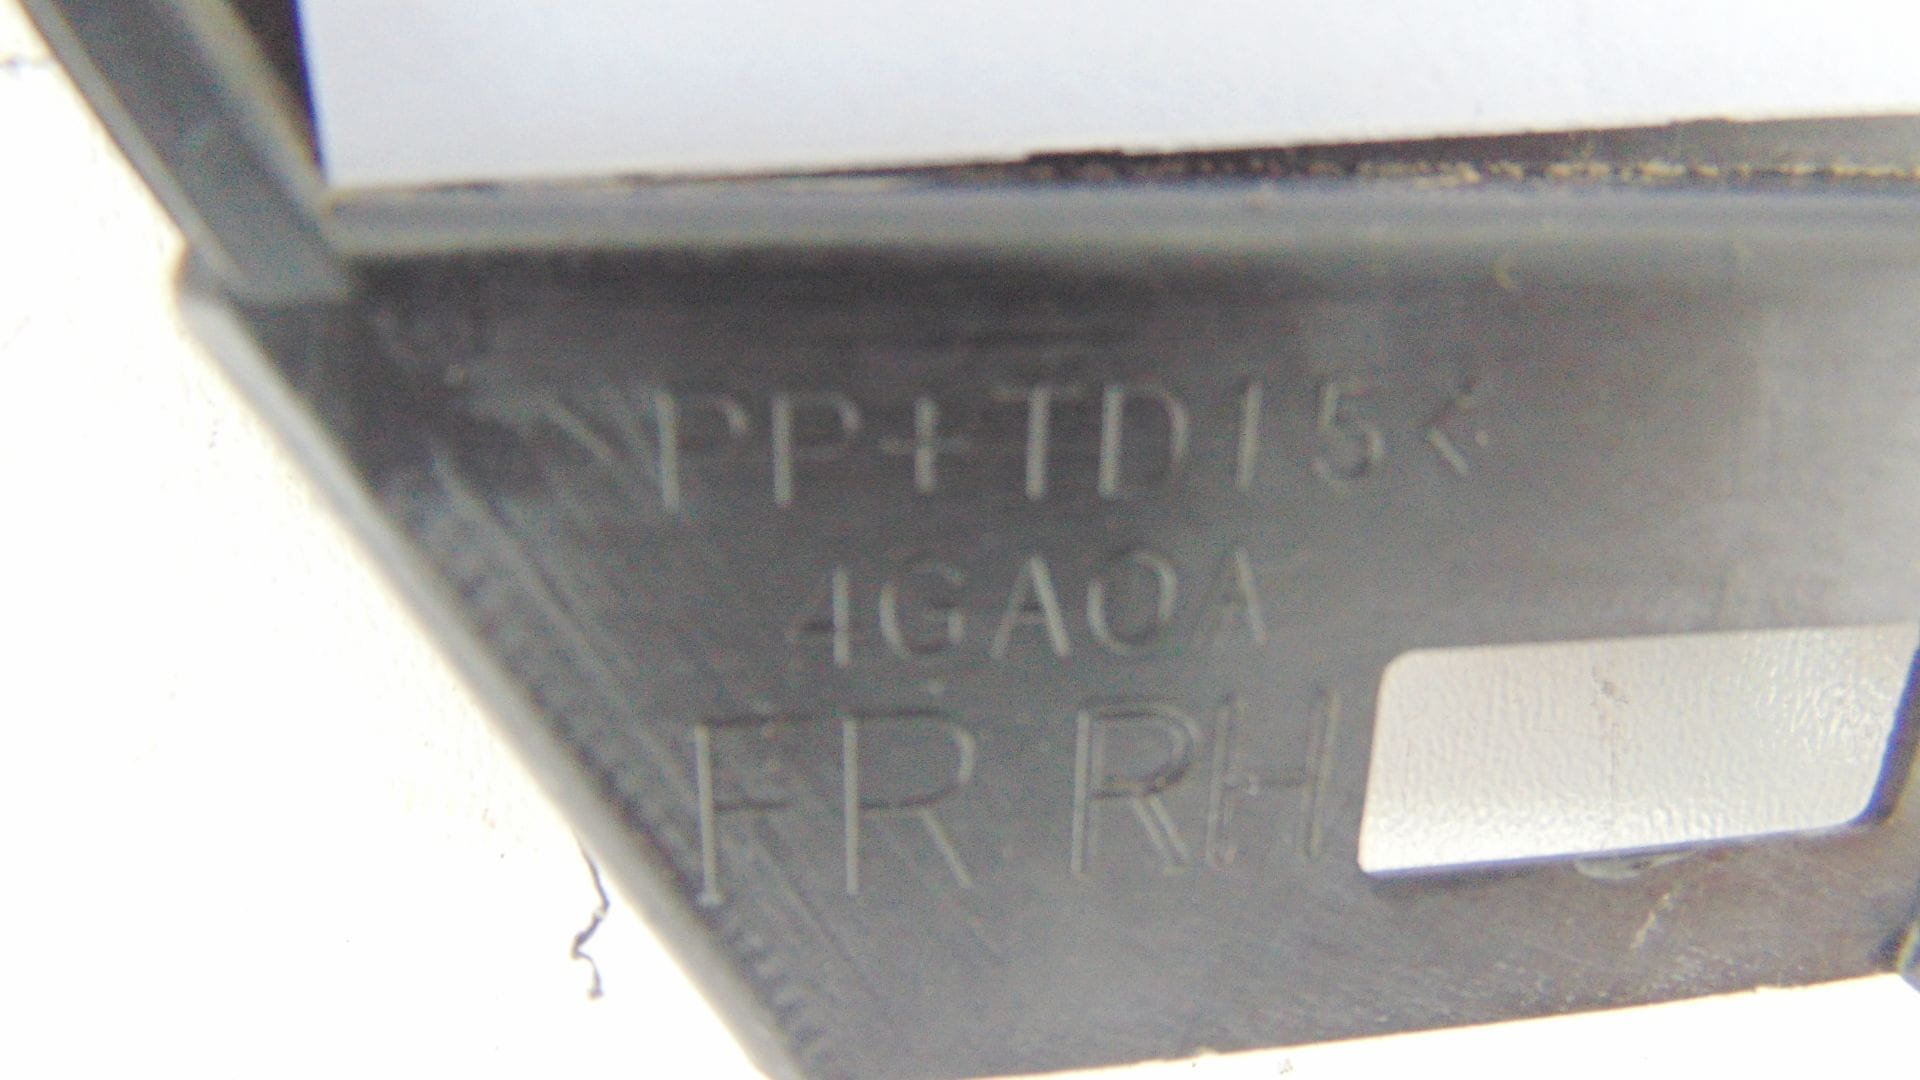 >PP+TD15<
4GA0A
FR RH